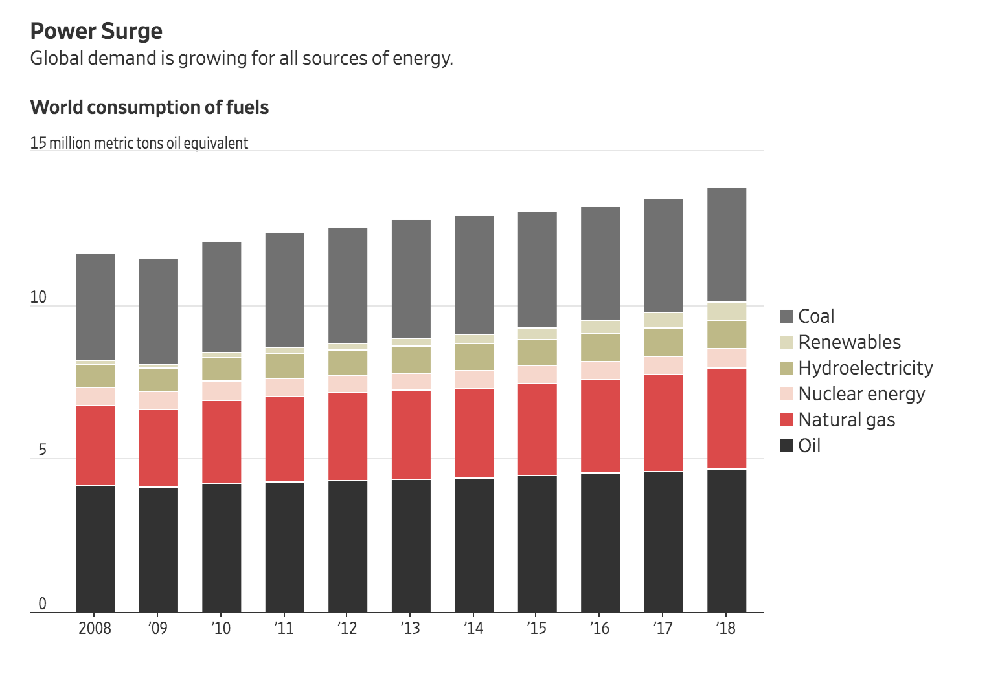 Power Surge
Global demand is growing for all sources of energy.
World consumption of fuels
15 million metric tons oil equivalent
10
5
0
2008 ’09 ’10 ’11 ’12 ’13 ’14 ’15 ’16 ’17 ’18
Coal
Renewables
Hydroelectricity
Nuclear energy
Natural gas
Oil